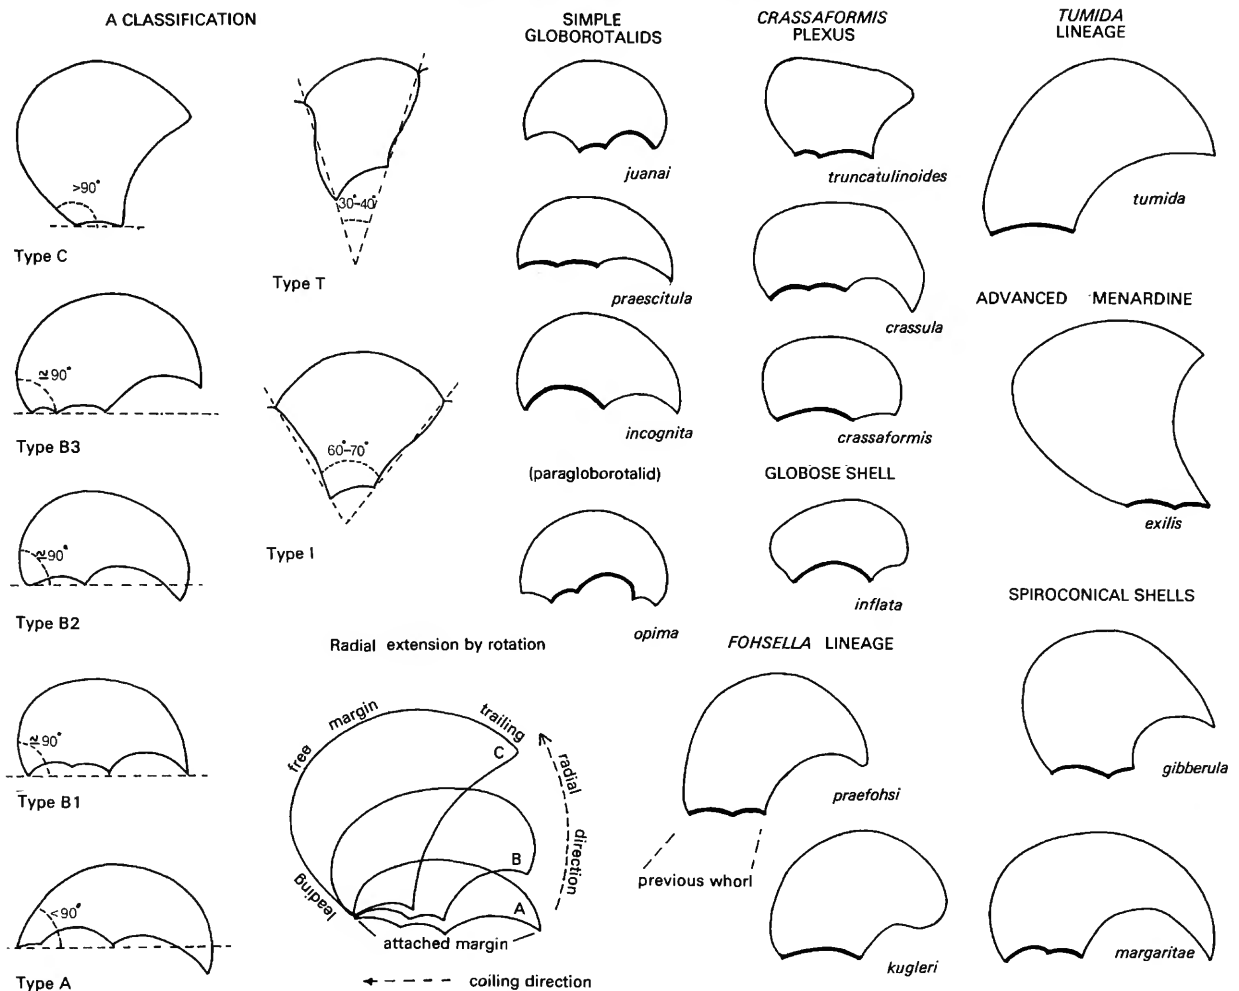 A CLASSIFICATION
>90°
Type C
≃90°
Type B3
≃90°
Type B2
≃90°
Type B1
<90°
Type A
30°-40°
Type T
60°-70°
Type I
Radial extension by rotation
free margin trailing
leading
C
B
A
radial direction
attached margin
coiling direction
SIMPLE
GLOBOROTALIDS
juanai
praescitula
incognita
(paragloborotalid)
opima
CRASSAFORMIS
PLEXUS
truncatulinoides
crassula
crassaformis
GLOBOSE SHELL
inflata
FOHSELLA LINEAGE
praefohsi
previous whorl
kugleri
TUMIDA
LINEAGE
tumida
ADVANCED MENARDINE
exilis
SPIROCONICAL SHELLS
gibberula
margaritae